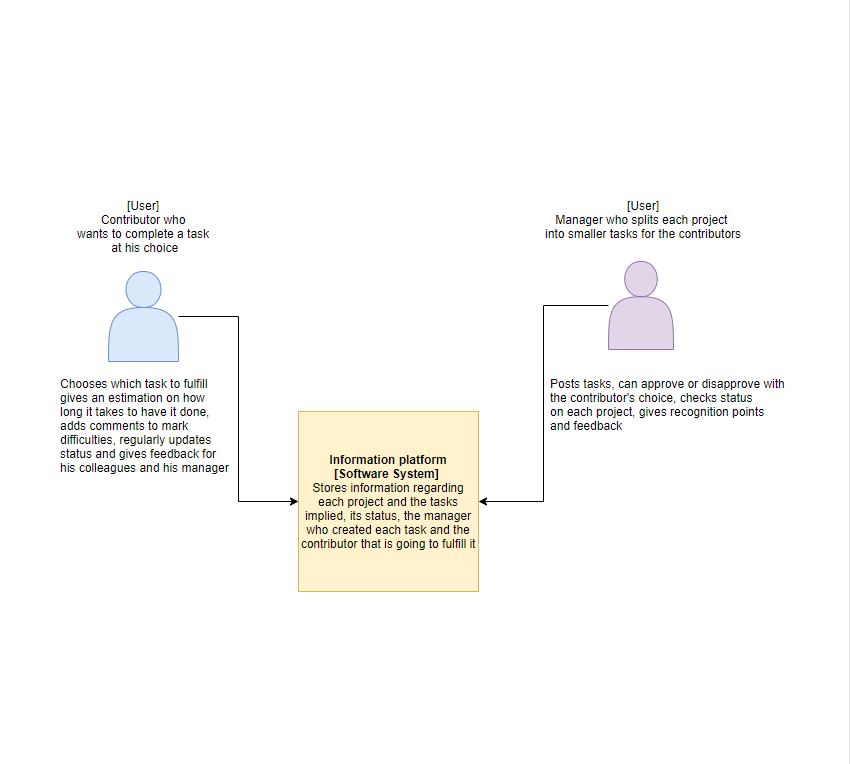 [User]
Contributor who
wants to complete a task
at his choice
[User]
Manager who splits each project
into smaller tasks for the contributors
Chooses which task to fulfill
gives an estimation on how
long it takes to have it done,
adds comments to mark
difficulties, regularly updates
status and gives feedback for
his colleagues and his manager
Posts tasks, can approve or disapprove with
the contributor's choice, checks status
on each project, gives recognition points
and feedback
Information platform
[Software System]
Stores information regarding
each project and the tasks
implied, its status, the manager
who created each task and the
contributor that is going to fulfill it